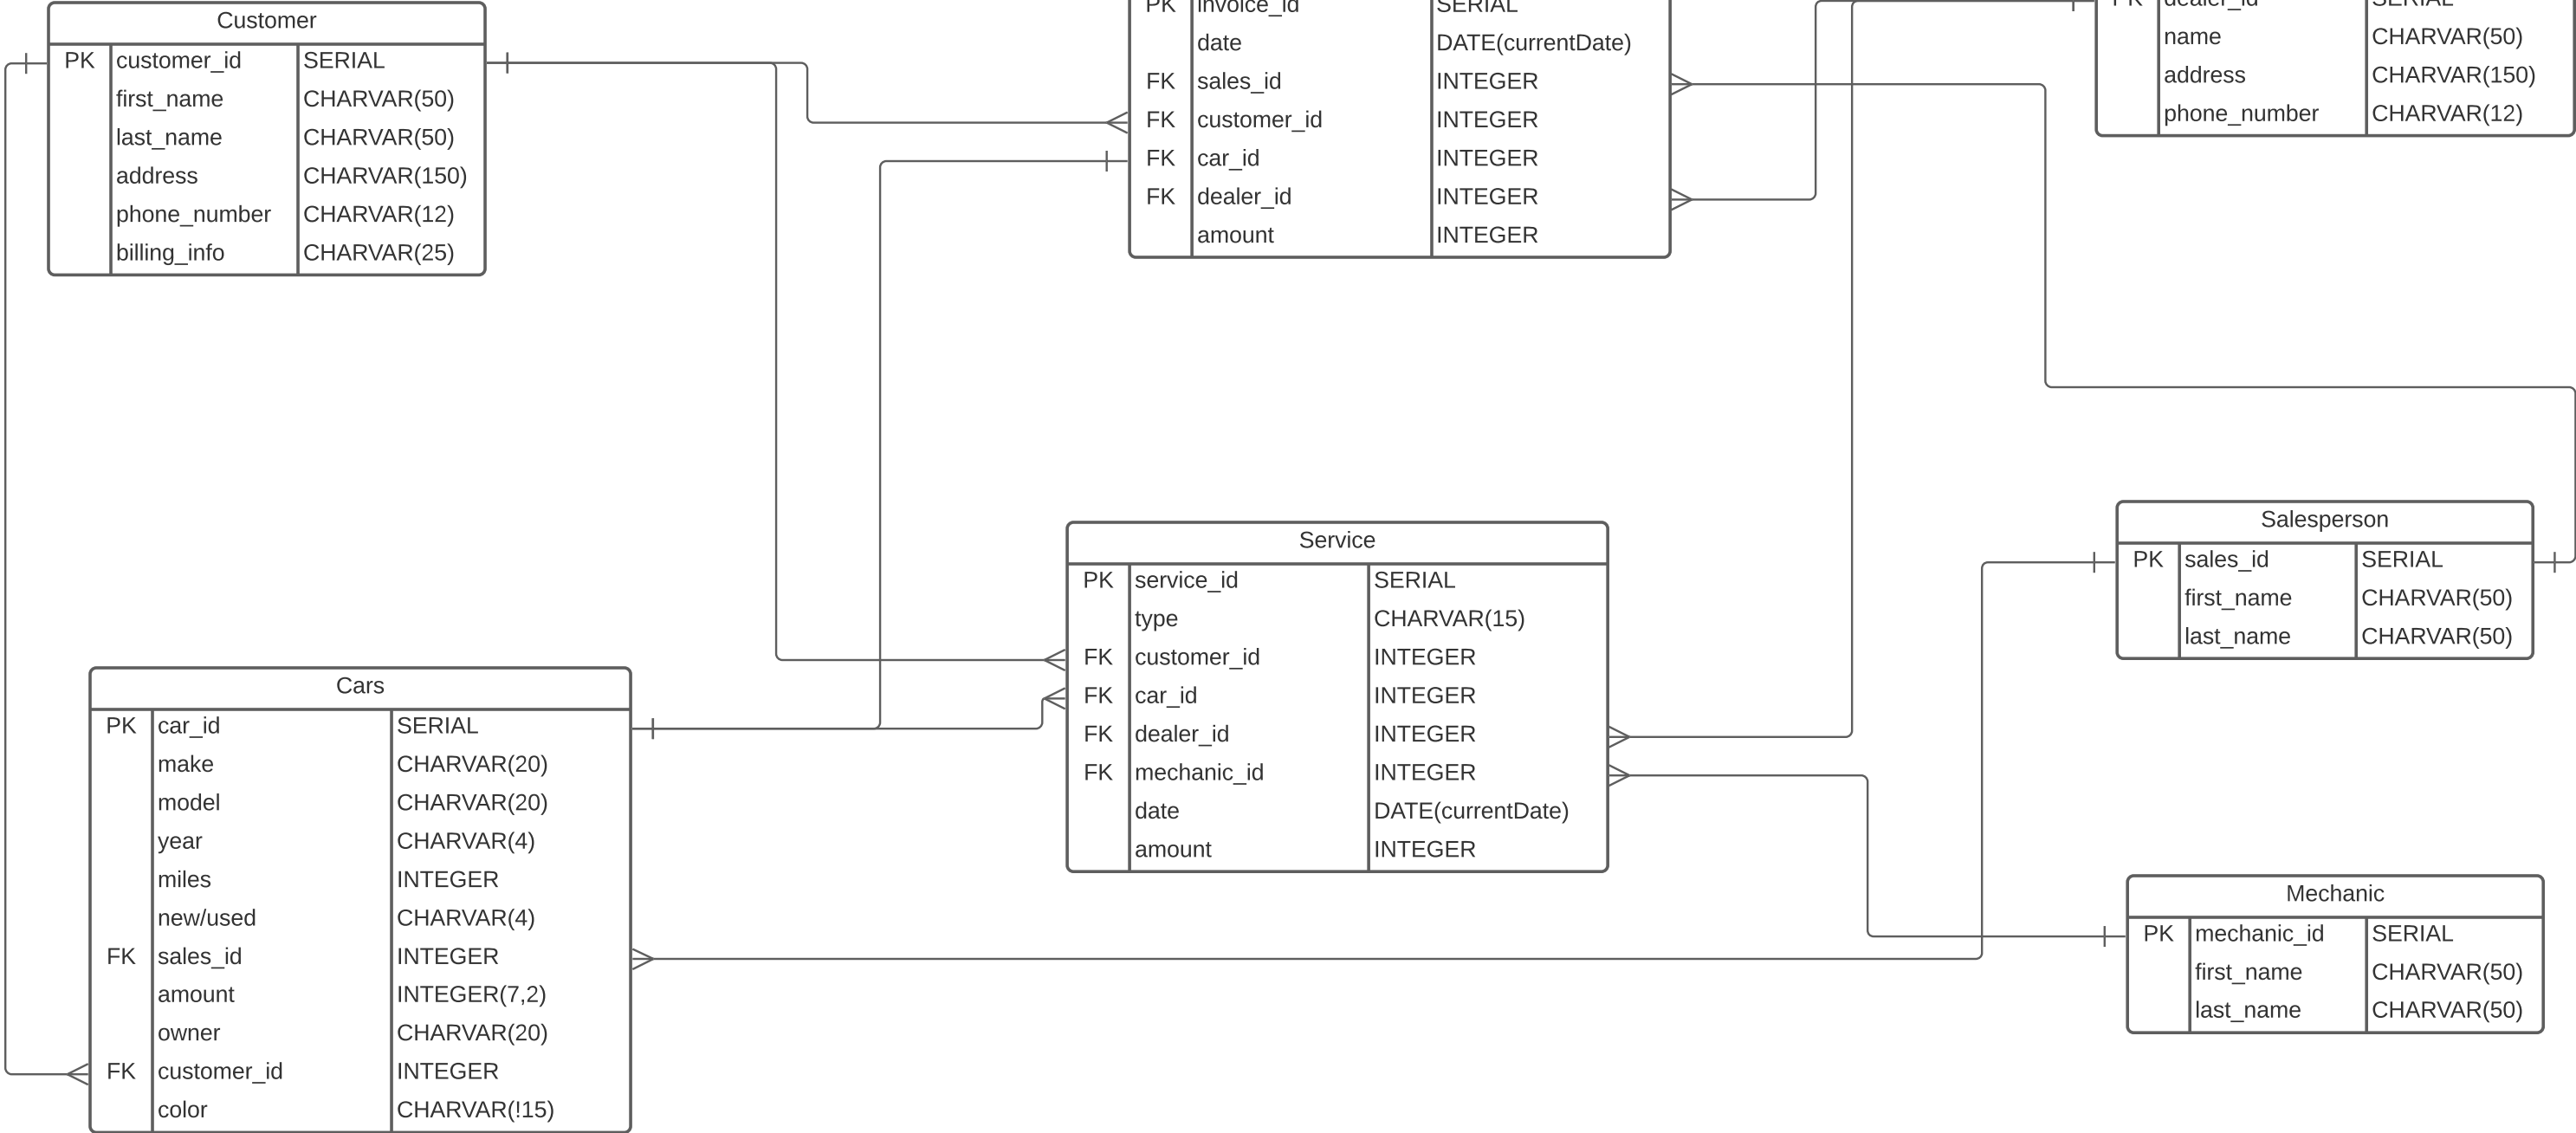 Customer
PK customer_id SERIAL
first_name CHARVAR(50)
last_name CHARVAR(50)
address CHARVAR(150)
phone_number CHARVAR(12)
billing_info CHARVAR(25)
PK invoice_id SERIAL
date DATE(currentDate)
FK sales_id INTEGER
FK customer_id INTEGER
FK car_id INTEGER
FK dealer_id INTEGER
amount INTEGER
PK dealer_id SERIAL
name CHARVAR(50)
address CHARVAR(150)
phone_number CHARVAR(12)
Service
PK service_id SERIAL
type CHARVAR(15)
FK customer_id INTEGER
FK car_id INTEGER
FK dealer_id INTEGER
FK mechanic_id INTEGER
date DATE(currentDate)
amount INTEGER
Salesperson
PK sales_id SERIAL
first_name CHARVAR(50)
last_name CHARVAR(50)
Cars
PK car_id SERIAL
make CHARVAR(20)
model CHARVAR(20)
year CHARVAR(4)
miles INTEGER
new/used CHARVAR(4)
FK sales_id INTEGER
amount INTEGER(7,2)
owner CHARVAR(20)
FK customer_id INTEGER
color CHARVAR(!15)
Mechanic
PK mechanic_id SERIAL
first_name CHARVAR(50)
last_name CHARVAR(50)